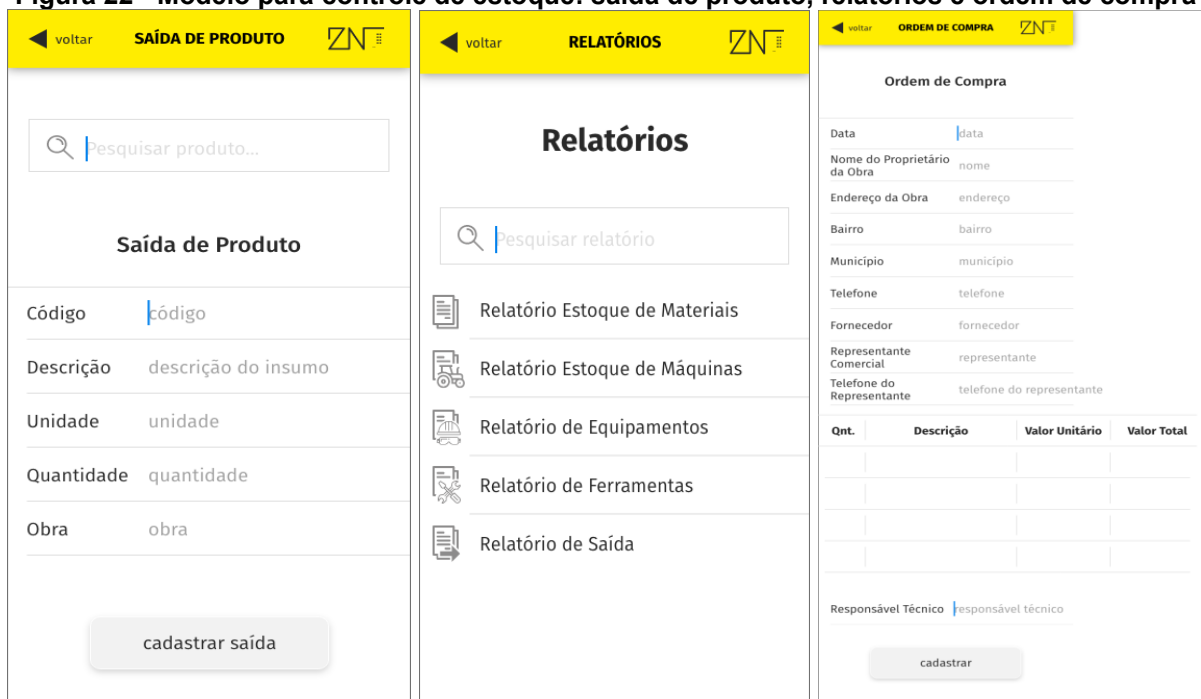 Figura 22 - Modelo para controle de estoque: saída de produto, relatórios e ordem de compra
voltar SAÍDA DE PRODUTO ZN
Pesquisar produto...
Saída de Produto
Código código
Descrição descrição do insumo
Unidade unidade
Quantidade quantidade
Obra obra
cadastrar saída
voltar RELATÓRIOS ZN
Relatórios
Pesquisar relatório
Relatório Estoque de Materiais
Relatório Estoque de Máquinas
Relatório de Equipamentos
Relatório de Ferramentas
Relatório de Saída
voltar ORDEM DE COMPRA ZN
Ordem de Compra
Data data
Nome do Proprietário
da Obra nome
Endereço da Obra endereço
Bairro bairro
Município município
Telefone telefone
Fornecedor fornecedor
Representante
Comercial representante
Telefone do
Representante telefone do representante
Qnt. Descrição Valor Unitário Valor Total
Responsável Técnico responsável técnico
cadastrar